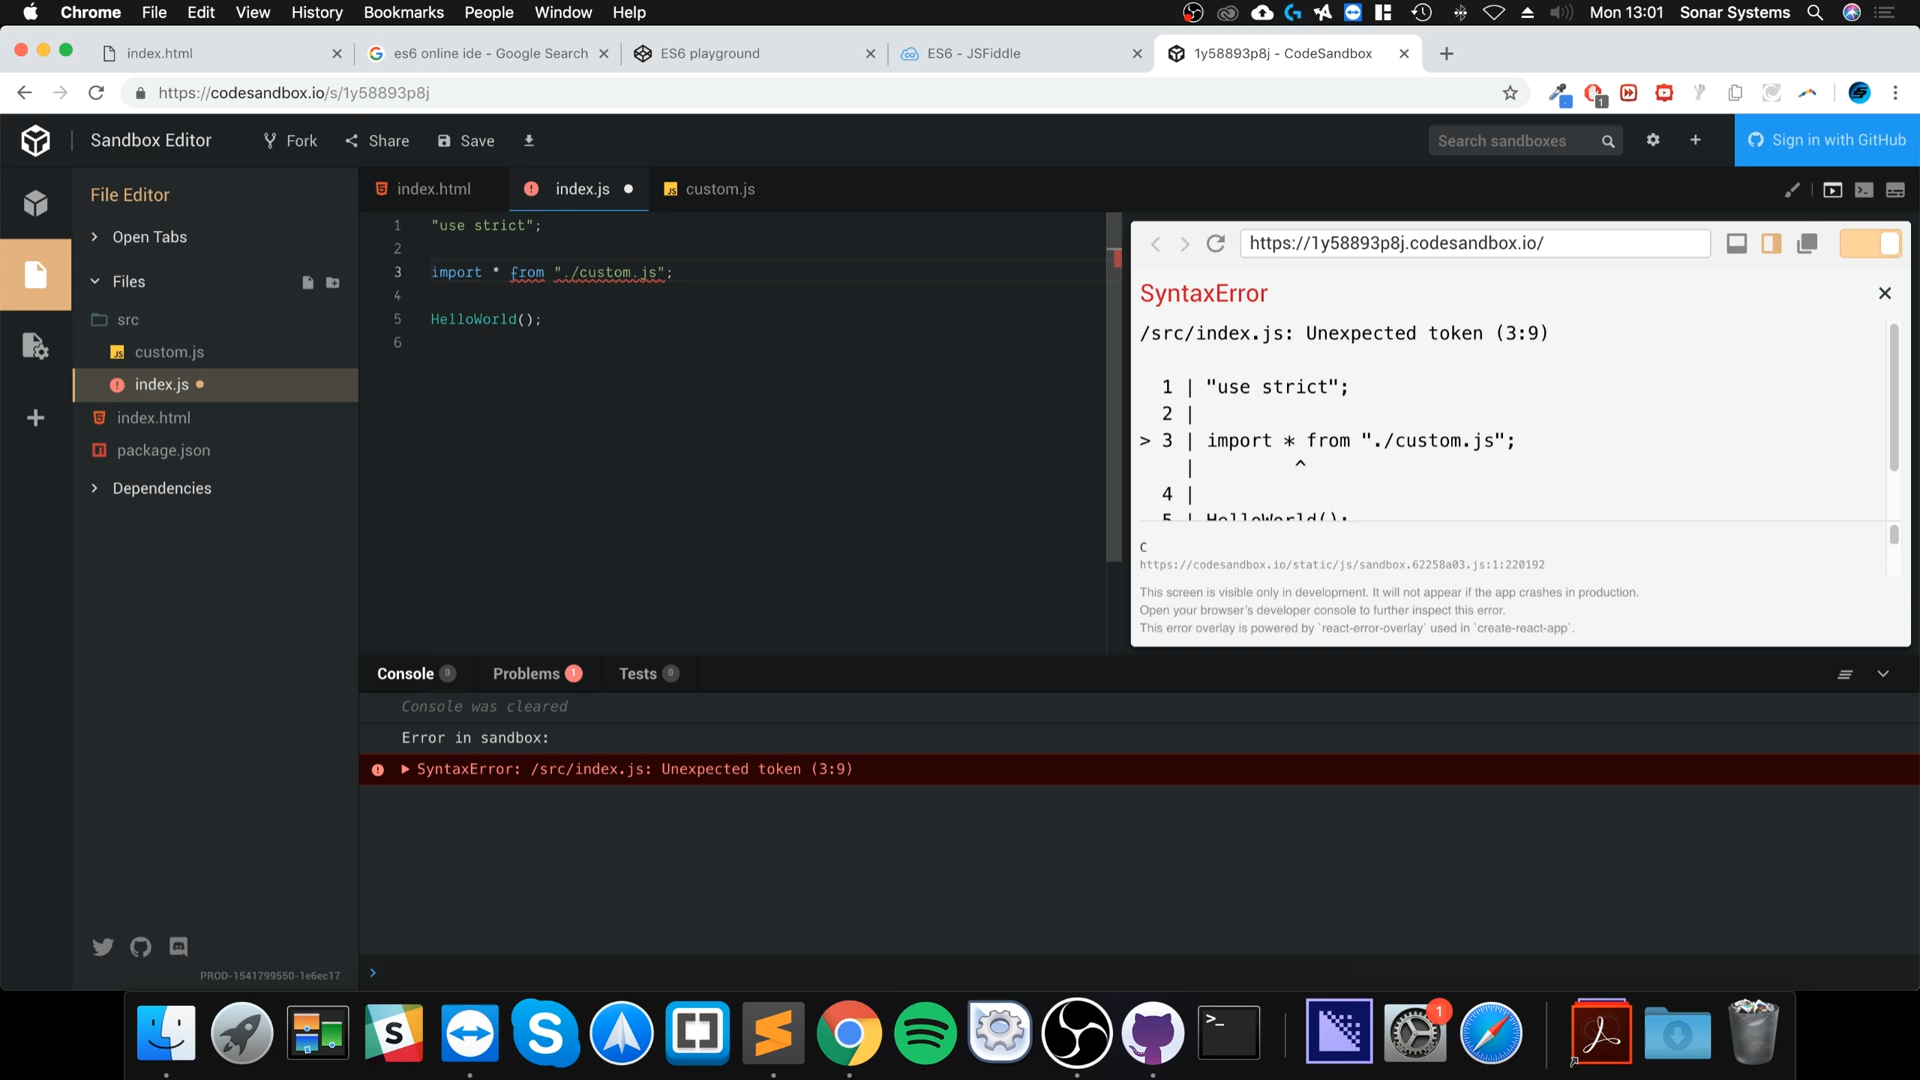 Chrome File Edit View History Bookmarks People Window Help
Mon 13:01 Sonar Systems
index.html
es6 online ide - Google Search
ES6 playground
ES6 - JSFiddle
1y58893p8j - CodeSandbox
https://codesandbox.io/s/1y58893p8j
1
Sandbox Editor
Fork
Share
Save
Search sandboxes
Sign in with GitHub
File Editor
Open Tabs
Files
src
custom.js
index.js
index.html
package.json
Dependencies
PROD-1541799550-1e6ec17
index.html
index.js
custom.js
1 "use strict";
2
3 import * from "./custom.js";
4
5 HelloWorld();
6
https://1y58893p8j.codesandbox.io/
SyntaxError
/src/index.js: Unexpected token (3:9)
1 | "use strict";
2 |
> 3 | import * from "./custom.js";
| ^
4 |
5 | HelloWorld();
c
https://codesandbox.io/static/js/sandbox.62258a03.js:1:220192
This screen is visible only in development. It will not appear if the app crashes in production.
Open your browser's developer console to further inspect this error.
This error overlay is powered by `react-error-overlay` used in `create-react-app`.
Console 0
Problems 1
Tests 0
Console was cleared
Error in sandbox:
SyntaxError: /src/index.js: Unexpected token (3:9)
1